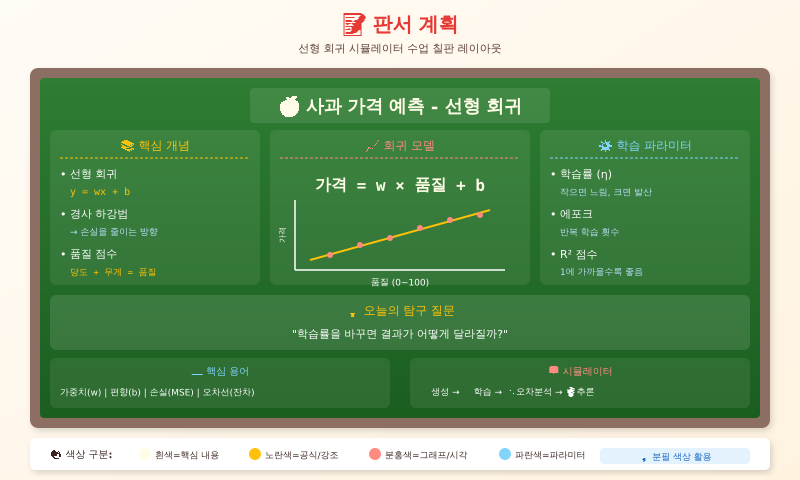 판서 계획
선형 회귀 시뮬레이터 수업 칠판 레이아웃
사과 가격 예측 - 선형 회귀
핵심 개념
• 선형 회귀
y = wx + b
• 경사 하강법
→ 손실을 줄이는 방향
• 품질 점수
당도 + 무게 = 품질
회귀 모델
가격 = w × 품질 + b
가격
품질 (0~100)
학습 파라미터
• 학습률 (η)
작으면 느림, 크면 발산
• 에포크
반복 학습 횟수
• R² 점수
1에 가까울수록 좋음
오늘의 탐구 질문
"학습률을 바꾸면 결과가 어떻게 달라질까?"
핵심 용어
가중치(w) | 편향(b) | 손실(MSE) | 오차선(잔차)
시뮬레이터
생성 → 학습 → 오차분석 → 추론
색상 구분:
흰색=핵심 내용
노란색=공식/강조
분홍색=그래프/시각
파란색=파라미터
분필 색상 활용